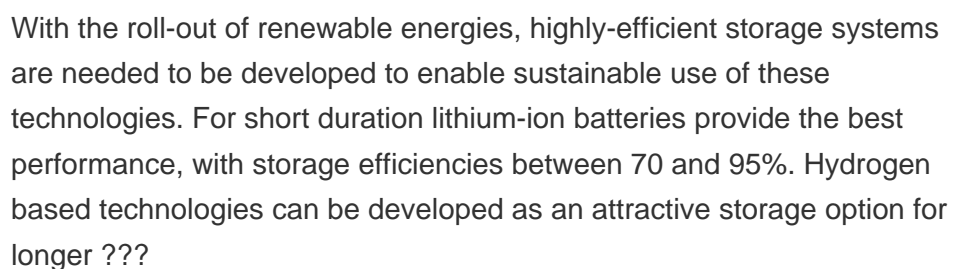 With the roll-out of renewable energies, highly-efficient storage systems
are needed to be developed to enable sustainable use of these
technologies. For short duration lithium-ion batteries provide the best
performance, with storage efficiencies between 70 and 95%. Hydrogen
based technologies can be developed as an attractive storage option for
longer ???